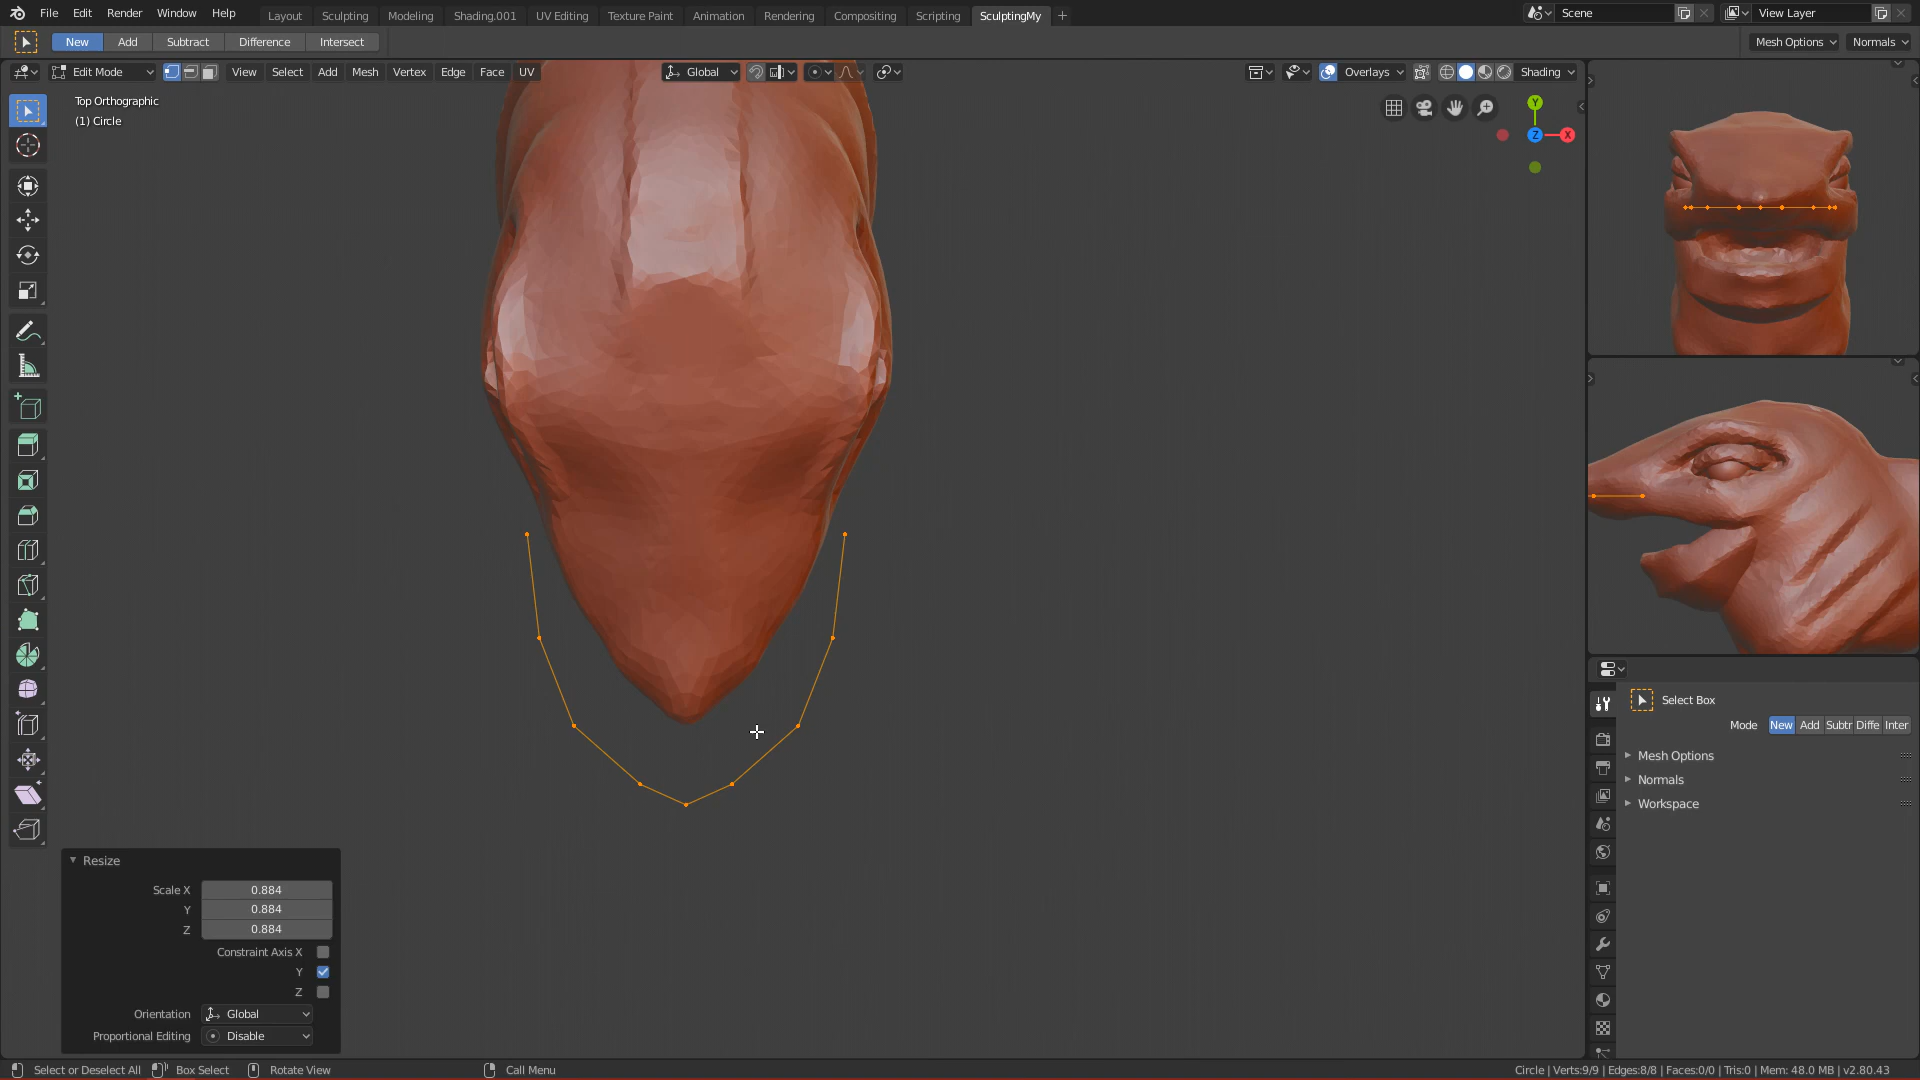 File Edit Render Window Help Layout Sculpting Modeling Shading.001 UV Editing Texture Paint Animation Rendering Compositing Scripting SculptingMy + Scene View Layer
New Add Subtract Difference Intersect Mesh Options Normals
Edit Mode View Select Add Mesh Vertex Edge Face UV Global Overlays Shading
Top Orthographic
(1) Circle
Y
Z X
Select Box
Mode New Add Subtr Diffe Inter
Mesh Options
Normals
Workspace
Resize
Scale X 0.884
Y 0.884
Z 0.884
Constraint Axis X
Y
Z
Orientation Global
Proportional Editing Disable
Select or Deselect All Box Select Rotate View Call Menu Circle | Verts:9/9 | Edges:8/8 | Faces:0/0 | Tris:0 | Mem: 48.0 MB | v2.80.43